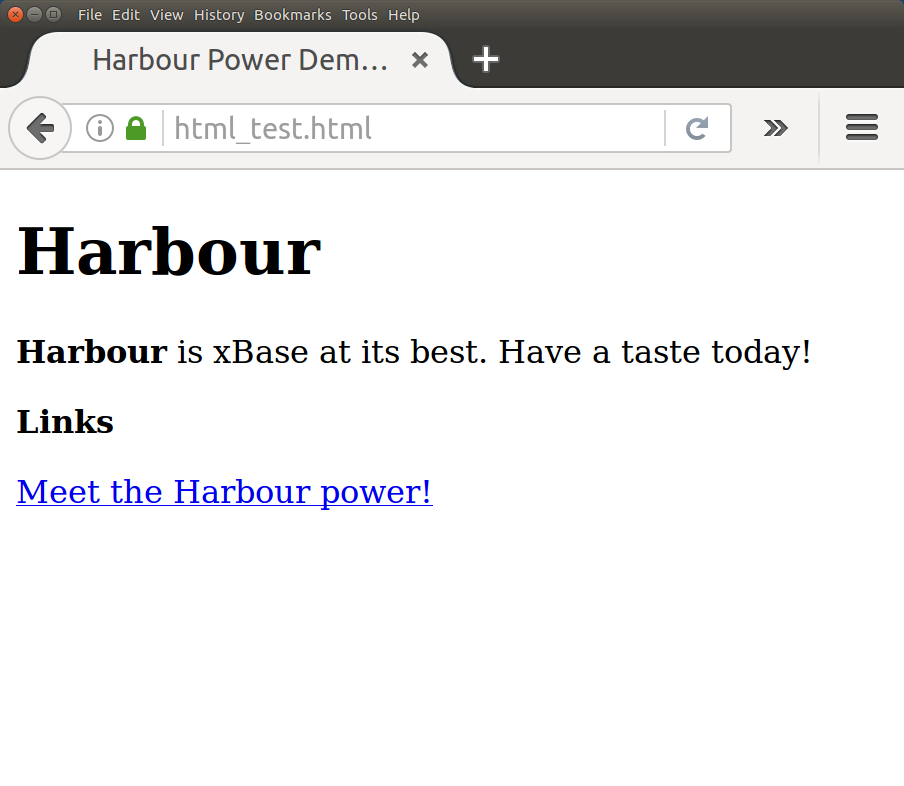 File Edit View History Bookmarks Tools Help
Harbour Power Dem...
html_test.html
Harbour
Harbour is xBase at its best. Have a taste today!
Links
Meet the Harbour power!